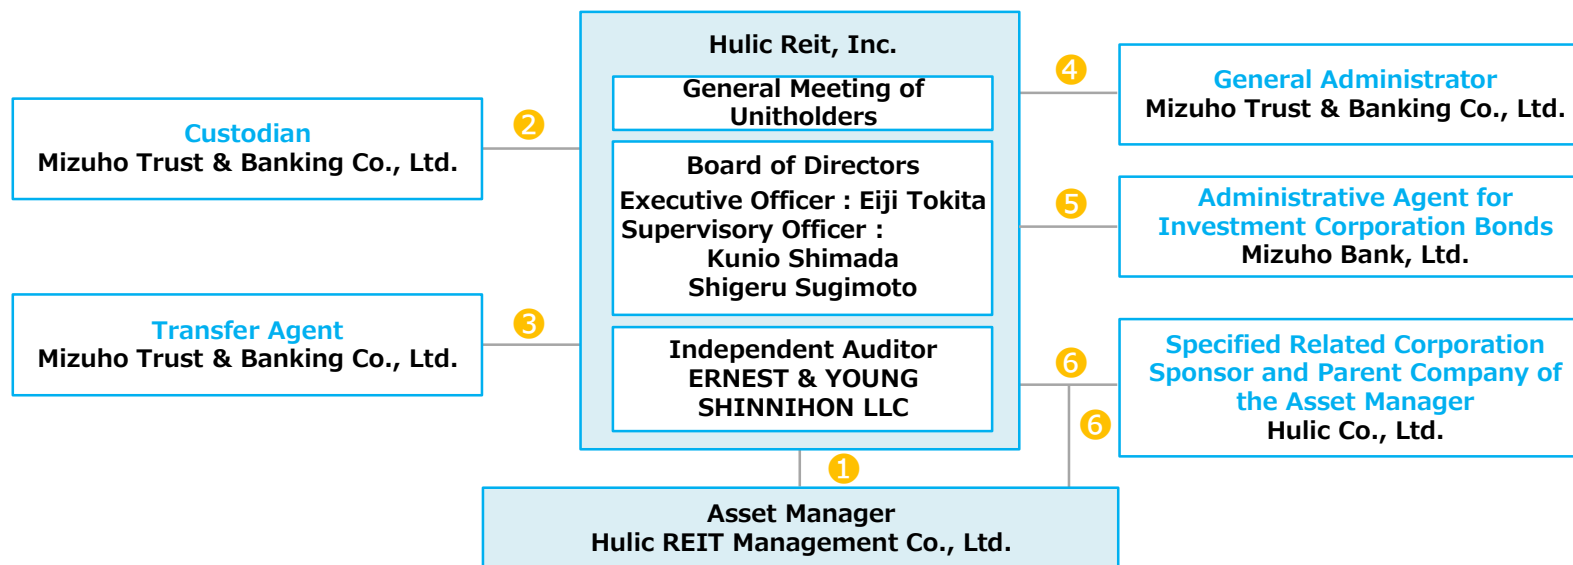 Hulic Reit, Inc.
General Meeting of
Unitholders
Board of Directors
Executive Officer : Eiji Tokita
Supervisory Officer :
Kunio Shimada
Shigeru Sugimoto
Independent Auditor
ERNEST & YOUNG
SHINNIHON LLC
2
Custodian
Mizuho Trust & Banking Co., Ltd.
3
Transfer Agent
Mizuho Trust & Banking Co., Ltd.
4
General Administrator
Mizuho Trust & Banking Co., Ltd.
5
Administrative Agent for
Investment Corporation Bonds
Mizuho Bank, Ltd.
6
Specified Related Corporation
Sponsor and Parent Company of
the Asset Manager
Hulic Co., Ltd.
6
1
Asset Manager
Hulic REIT Management Co., Ltd.